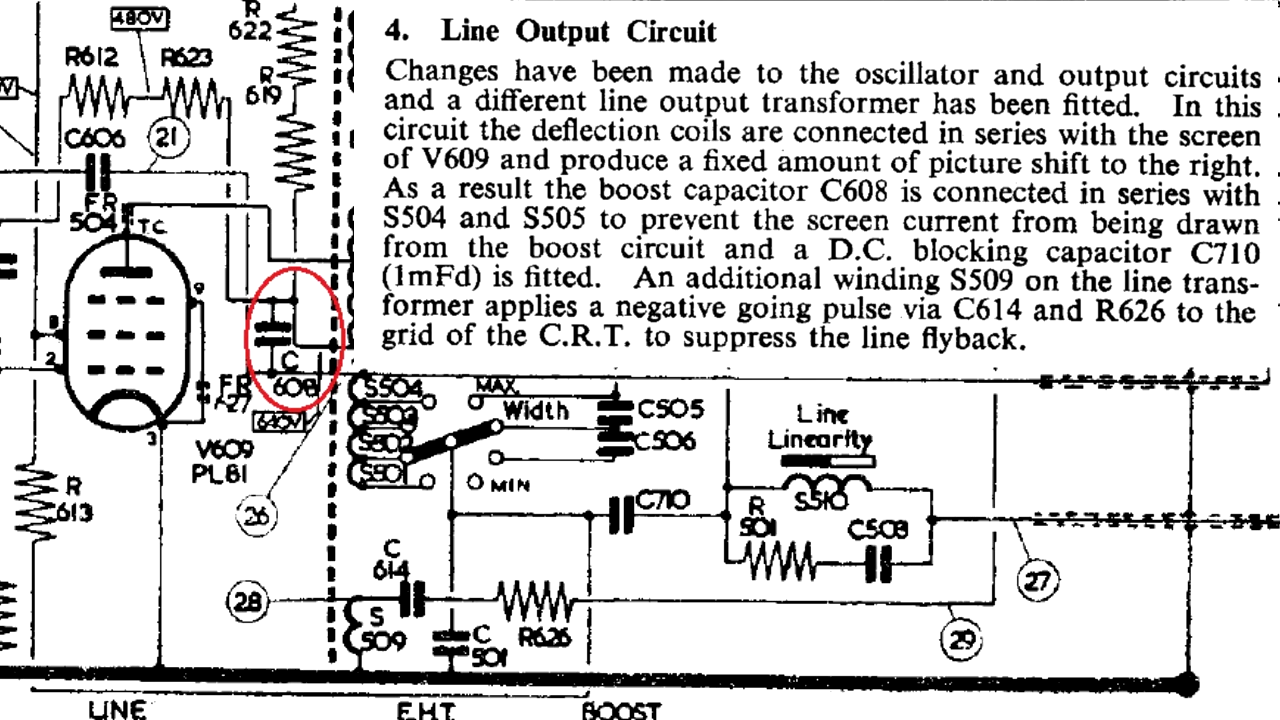 4. Line Output Circuit
Changes have been made to the oscillator and output circuits
and a different line output transformer has been fitted. In this
circuit the deflection coils are connected in series with the screen
of V609 and produce a fixed amount of picture shift to the right.
As a result the boost capacitor C608 is connected in series with
S504 and S505 to prevent the screen current from being drawn
from the boost circuit and a D.C. blocking capacitor C710
(1mFd) is fitted. An additional winding S509 on the line trans-
former applies a negative going pulse via C614 and R626 to the
grid of the C.R.T. to suppress the line flyback.
480V
R
622
R612
R623
R
619
V
C606
21
FR
504
TC
9
8
2
3
C
608
FR
640V
V609
PL81
R
613
26
S504
S503
S502
S501
MAX
Width
MIN
C505
C506
Line
Linearity
S510
C710
R
501
C508
27
C
614
28
S
509
R626
C
501
29
LINE
E.H.T.
BOOST